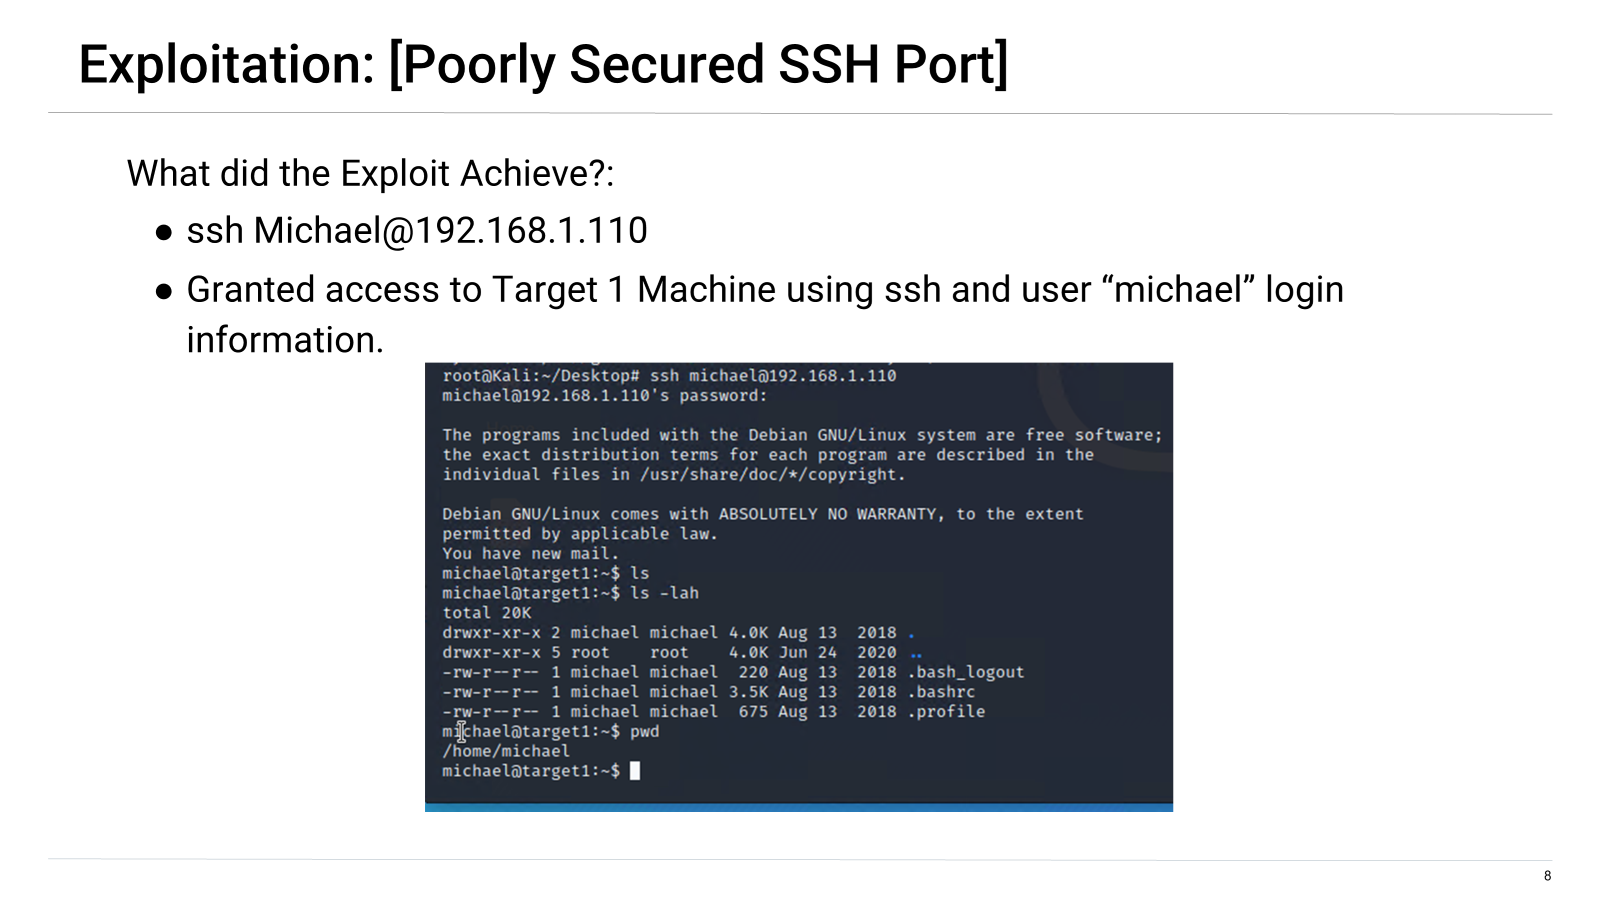 Exploitation: [Poorly Secured SSH Port]
What did the Exploit Achieve?:
● ssh Michael@192.168.1.110
● Granted access to Target 1 Machine using ssh and user “michael” login
information.
root@Kali:~/Desktop# ssh michael@192.168.1.110
michael@192.168.1.110's password:
The programs included with the Debian GNU/Linux system are free software;
the exact distribution terms for each program are described in the
individual files in /usr/share/doc/*/copyright.
Debian GNU/Linux comes with ABSOLUTELY NO WARRANTY, to the extent
permitted by applicable law.
You have new mail.
michael@target1:~$ ls
michael@target1:~$ ls -lah
total 20K
drwxr-xr-x 2 michael michael 4.0K Aug 13  2018 .
drwxr-xr-x 5 root    root    4.0K Jun 24  2020 ..
-rw-r--r-- 1 michael michael  220 Aug 13  2018 .bash_logout
-rw-r--r-- 1 michael michael 3.5K Aug 13  2018 .bashrc
-rw-r--r-- 1 michael michael  675 Aug 13  2018 .profile
michael@target1:~$ pwd
/home/michael
michael@target1:~$
8